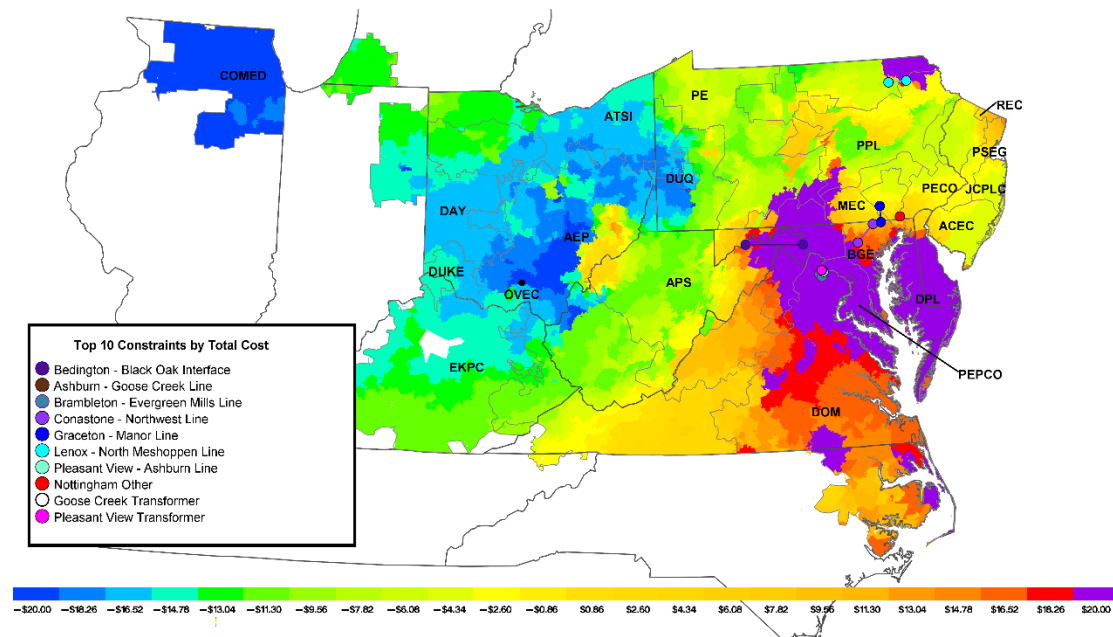 COMED
PE
REC
ATSI
PPL
PSEG
DUQ
PECO
JCPLC
MEC
DAY
ACEC
AEP
BGE
DUKE
APS
OVEC
DPL
PEPCO
EKPC
DOM
Top 10 Constraints by Total Cost
Bedington - Black Oak Interface
Ashburn - Goose Creek Line
Brambleton - Evergreen Mills Line
Conastone - Northwest Line
Graceton - Manor Line
Lenox - North Meshoppen Line
Pleasant View - Ashburn Line
Nottingham Other
Goose Creek Transformer
Pleasant View Transformer
-$20.00 -$18.26 -$16.52 -$14.78 -$13.04 -$11.30 -$9.56 -$7.82 -$6.08 -$4.34 -$2.60 -$0.86 $0.86 $2.60 $4.34 $6.08 $7.82 $9.56 $11.30 $13.04 $14.78 $16.52 $18.26 $20.00